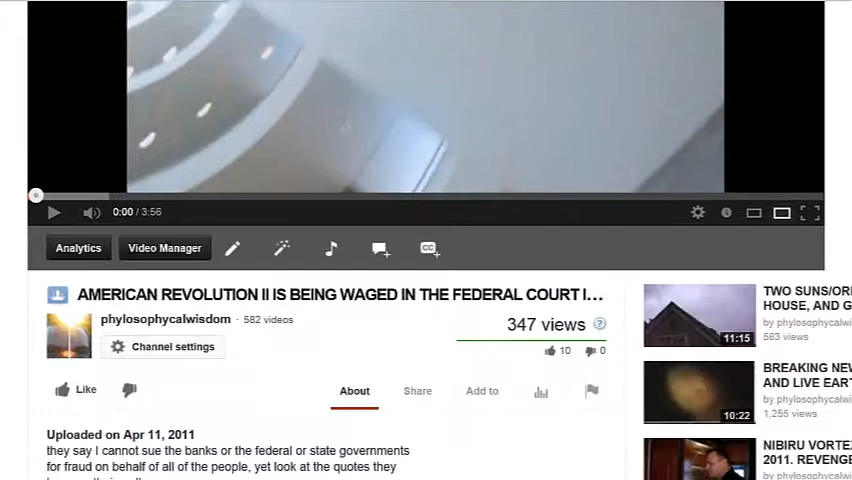 0:00 / 3:56
Analytics
Video Manager
CC
AMERICAN REVOLUTION II IS BEING WAGED IN THE FEDERAL COURT I...
phylosophycalwisdom · 582 videos
Channel settings
347 views ?
10 0
Like
About
Share
Add to
Uploaded on Apr 11, 2011
they say I cannot sue the banks or the federal or state governments
for fraud on behalf of all of the people, yet look at the quotes they
11:15
TWO SUNS/OR
HOUSE, AND G
by phylosophycalwi
583 views
10:22
BREAKING NEW
AND LIVE EAR
by phylosophycalwi
1,255 views
NIBIRU VORTE
2011. REVENGE
by phylosophycalwi